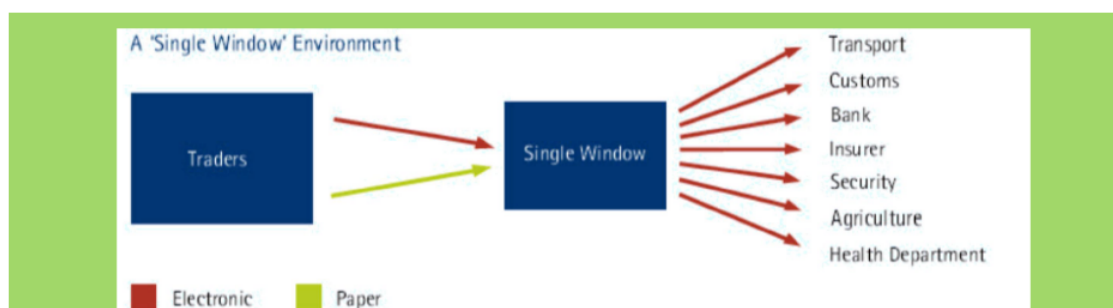 A 'Single Window' Environment
Traders
Single Window
Transport
Customs
Bank
Insurer
Security
Agriculture
Health Department
Electronic
Paper